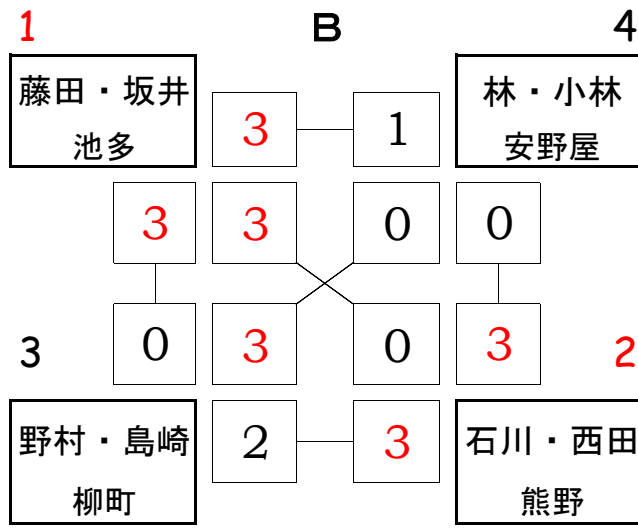 1 B 4
藤田・坂井 3 1 林・小林
池多 安野屋
3 3 0 0
3 0 3 0 3 2
野村・島崎 2 3 石川・西田
柳町 熊野